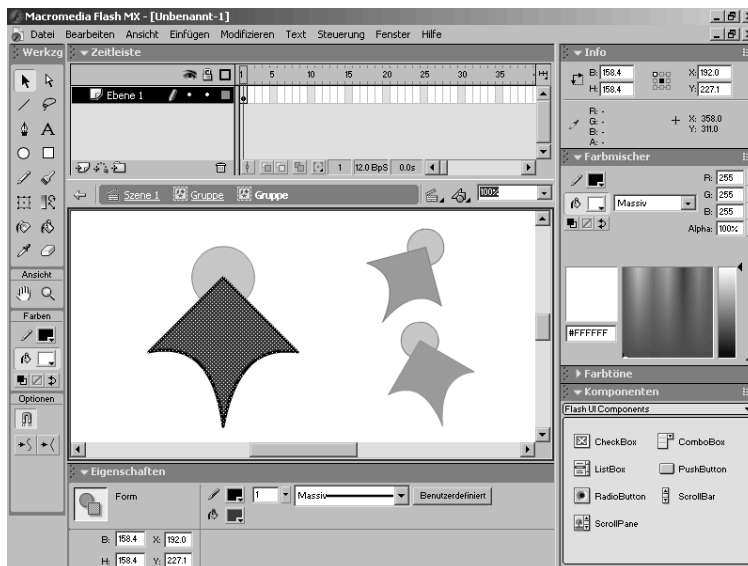 Macromedia Flash MX - [Unbenannt-1]
Datei Bearbeiten Ansicht Einfügen Modifizieren Text Steuerung Fenster Hilfe
Werkzg
Zeitleiste
1 5 10 15 20 25 30 35
Ebene 1
1 12.0 BpS 0.0s
Szene 1 Gruppe Gruppe 100%
A
Ansicht
Farben
Optionen
Info
B: 158.4 X: 192.0
H: 158.4 Y: 227.1
R: -
G: - X: 358.0
B: - Y: 311.0
A: -
Farbmischer
R: 255
Massiv G: 255
B: 255
Alpha: 100%
#FFFFFF
Farbtöne
Komponenten
Flash UI Components
CheckBox ComboBox
ListBox PushButton
RadioButton ScrollBar
ScrollPane
Eigenschaften
Form 1 Massiv Benutzerdefiniert
B: 158.4 X: 192.0
H: 158.4 Y: 227.1